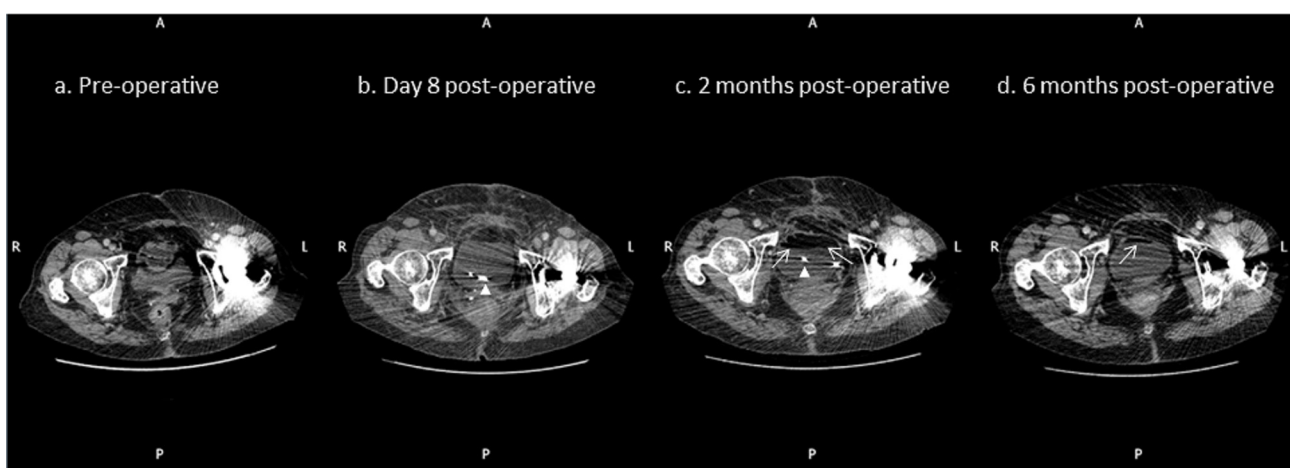 A A A A
a. Pre-operative b. Day 8 post-operative c. 2 months post-operative d. 6 months post-operative
R L R L R L R L
P P P P